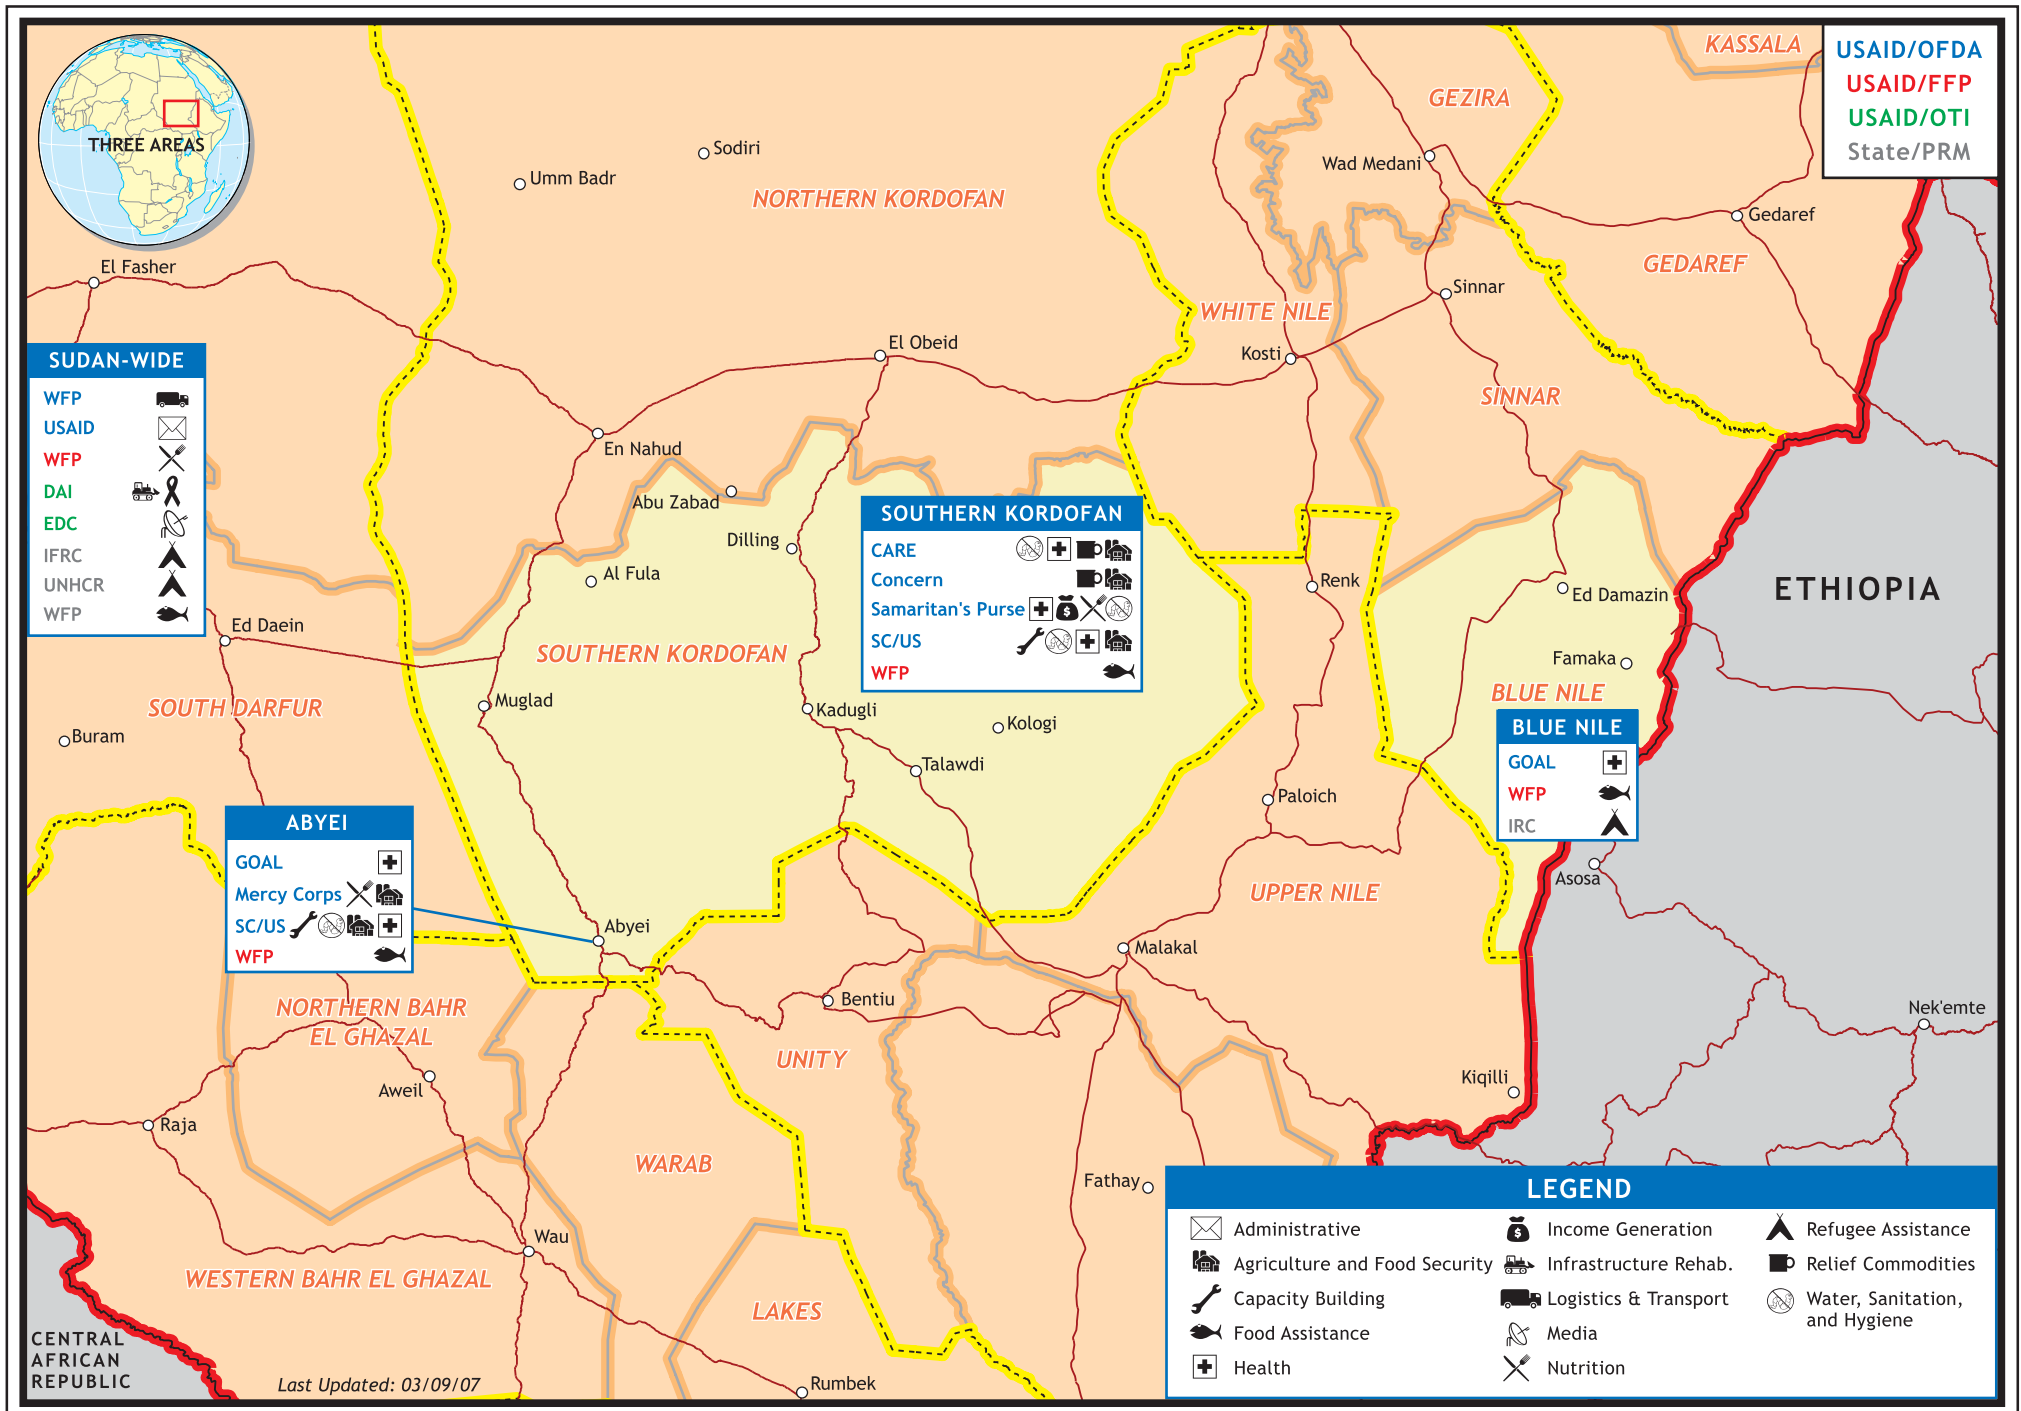 KASSALA
USAID/OFDA
USAID/FFP
USAID/OTI
State/PRM
THREE AREAS
GEZIRA
Sodiri
Umm Badr
NORTHERN KORDOFAN
Wad Medani
Gedaref
GEDAREF
El Fasher
Sinnar
WHITE NILE
El Obeid
Kosti
SINNAR
SUDAN-WIDE
WFP
USAID
WFP
DAI
EDC
IFRC
UNHCR
WFP
En Nahud
Abu Zabad
Dilling
Al Fula
SOUTHERN KORDOFAN
CARE
Concern
Samaritan's Purse
SC/US
WFP
Renk
Ed Damazin
ETHIOPIA
Ed Daein
SOUTHERN KORDOFAN
Famaka
BLUE NILE
SOUTH DARFUR
Muglad
Kadugli
Kologi
Buram
Talawdi
BLUE NILE
GOAL
WFP
IRC
Paloich
ABYEI
GOAL
Mercy Corps
SC/US
WFP
Asosa
UPPER NILE
Abyei
Malakal
Bentiu
NORTHERN BAHR
EL GHAZAL
Nek'emte
UNITY
Aweil
Kiqilli
Raja
WARAB
Fathay
Wau
WESTERN BAHR EL GHAZAL
LAKES
CENTRAL
AFRICAN
REPUBLIC
Last Updated: 03/09/07
Rumbek
LEGEND
Administrative
Agriculture and Food Security
Capacity Building
Food Assistance
Health
Income Generation
Infrastructure Rehab.
Logistics & Transport
Media
Nutrition
Refugee Assistance
Relief Commodities
Water, Sanitation,
and Hygiene